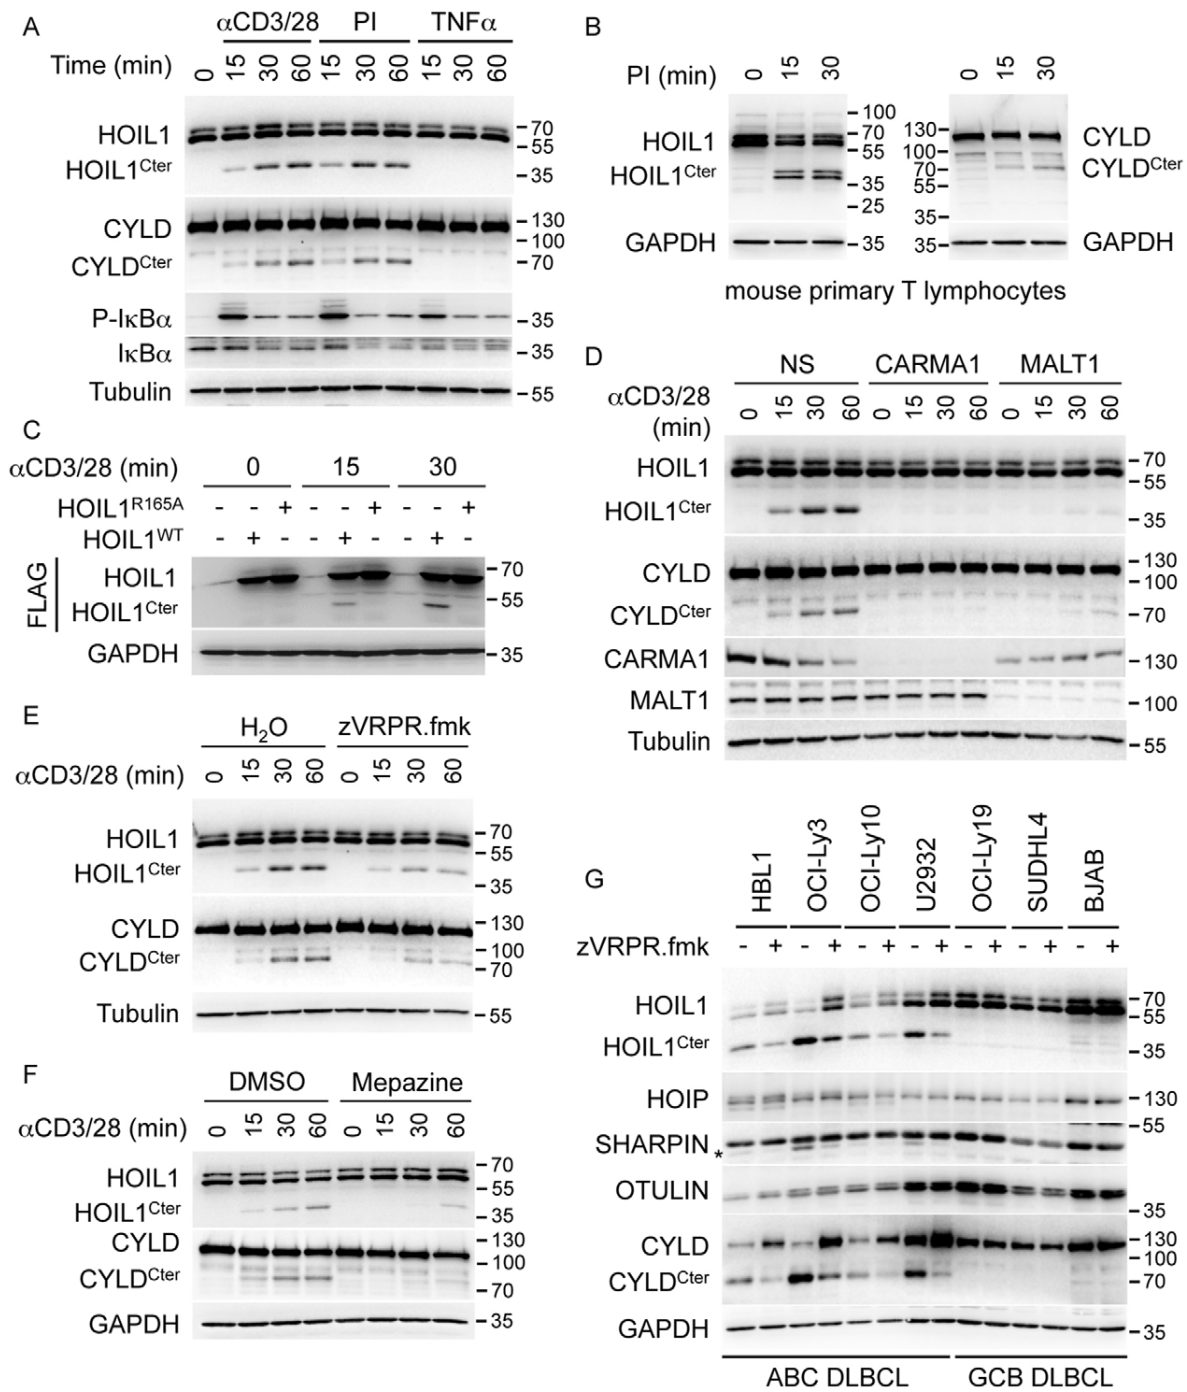 A
αCD3/28 PI TNFα
Time (min) 0 15 30 60 15 30 60 15 30 60
HOIL1 -70
-55
HOIL1Cter -35
CYLD -130
-100
CYLDCter -70
P-IκBα -35
IκBα -35
Tubulin -55
B
PI (min) 0 15 30 0 15 30
HOIL1
HOIL1Cter
-100
-70
-55
-35
-25
130-
100-
70-
55-
35-
CYLD
CYLDCter
GAPDH -35 35- GAPDH
mouse primary T lymphocytes
C
αCD3/28 (min) 0 15 30
HOIL1R165A - - + - - + - - +
HOIL1WT - + - - + - - + -
FLAG
HOIL1 -70
HOIL1Cter -55
GAPDH -35
D
NS CARMA1 MALT1
αCD3/28
(min)
0 15 30 60 0 15 30 60 0 15 30 60
HOIL1 -70
-55
HOIL1Cter -35
CYLD -130
-100
CYLDCter -70
CARMA1 -130
MALT1 -100
Tubulin -55
E
H2O zVRPR.fmk
αCD3/28 (min) 0 15 30 60 0 15 30 60
HOIL1 -70
-55
HOIL1Cter -35
CYLD -130
-100
CYLDCter -70
Tubulin -55
F
DMSO Mepazine
αCD3/28 (min) 0 15 30 60 0 15 30 60
HOIL1 -70
-55
HOIL1Cter -35
CYLD -130
-100
CYLDCter -70
GAPDH -35
G
HBL1 OCI-Ly3 OCI-Ly10 U2932 OCI-Ly19 SUDHL4 BJAB
zVRPR.fmk - + - + - + - + - + - + - +
HOIL1 -70
-55
HOIL1Cter -35
HOIP -130
-55
SHARPIN
*
OTULIN
-35
CYLD -130
-100
CYLDCter -70
GAPDH -35
ABC DLBCL GCB DLBCL